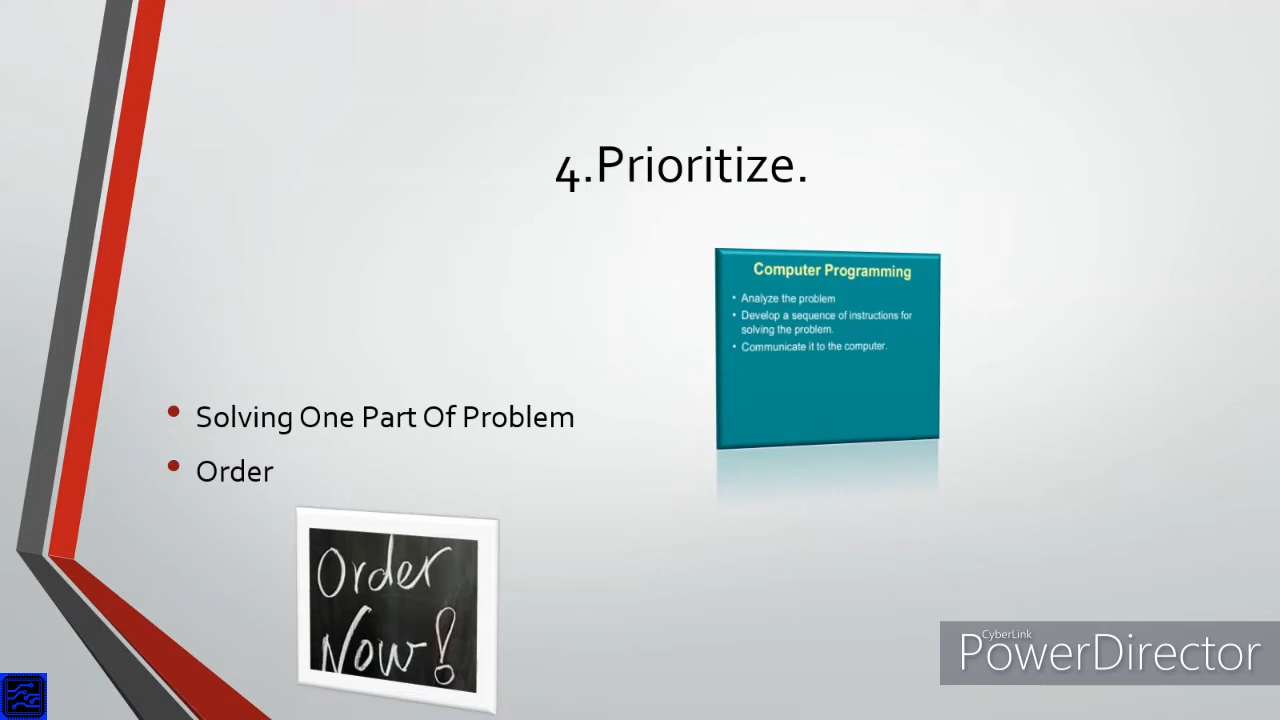 4.Prioritize.
Computer Programming
• Analyze the problem
• Develop a sequence of instructions for
solving the problem.
• Communicate it to the computer.
• Solving One Part Of Problem
• Order
Order
Now!
CyberLink
PowerDirector